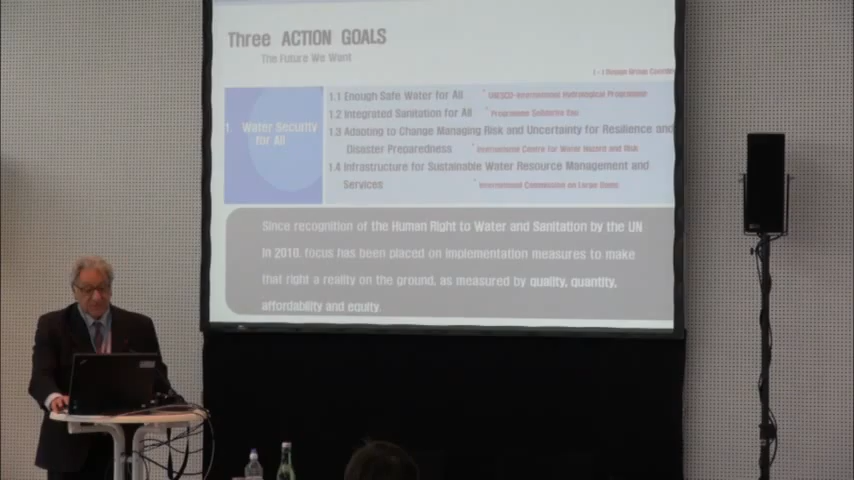 Three ACTION GOALS
The Future We Want
1. Water Security
for All
1.1 Enough Safe Water for All * UNESCO-International Hydrological Programme
1.2 Integrated Sanitation for All * Programme Solidarité Eau
1.3 Adapting to Change Managing Risk and Uncertainty for Resilience and
Disaster Preparedness * International Centre for Water Hazard and Risk
1.4 Infrastructure for Sustainable Water Resource Management and
Services * International Commission on Large Dams
Since recognition of the Human Right to Water and Sanitation by the UN
in 2010, focus has been placed on implementation measures to make
that right a reality on the ground, as measured by quality, quantity,
affordability and equity.